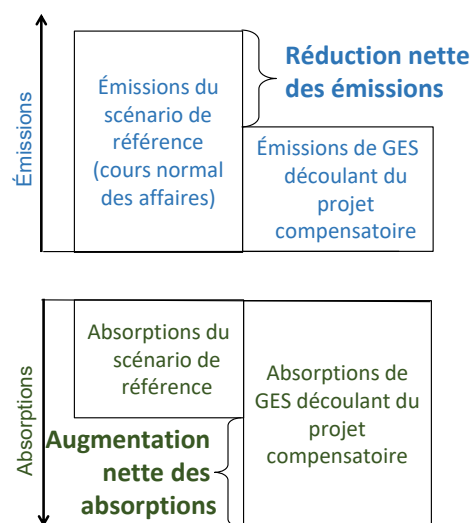 Émissions
Émissions du
scénario de
référence
(cours normal
des affaires)
Réduction nette
des émissions
Émissions de GES
découlant du
projet
compensatoire
Absorptions
Absorptions du
scénario de
référence
Augmentation
nette des
absorptions
Absorptions de
GES découlant du
projet
compensatoire